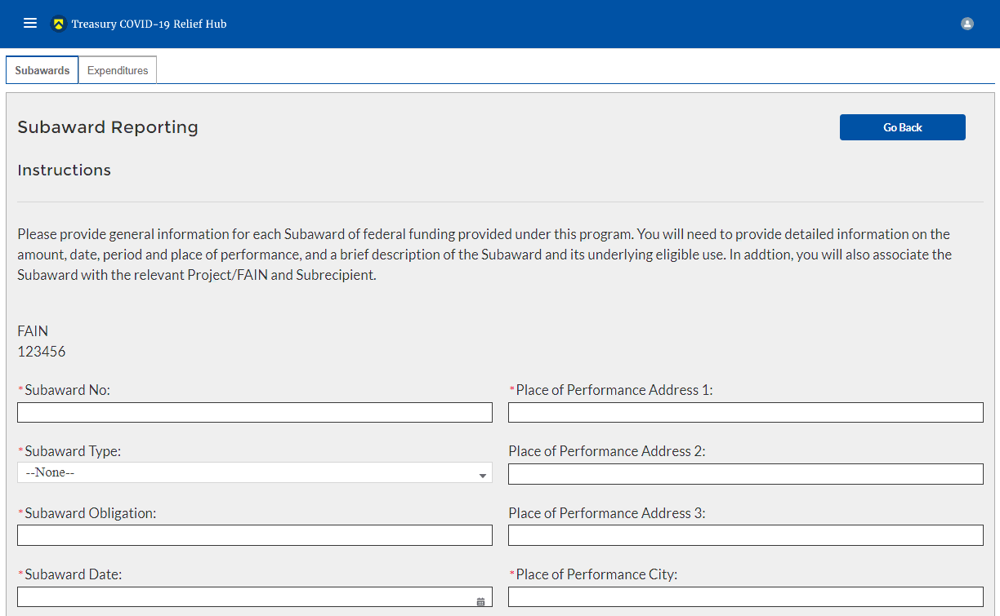 Treasury COVID-19 Relief Hub
Subawards
Expenditures
Subaward Reporting
Go Back
Instructions
Please provide general information for each Subaward of federal funding provided under this program. You will need to provide detailed information on the
amount, date, period and place of performance, and a brief description of the Subaward and its underlying eligible use. In addtion, you will also associate the
Subaward with the relevant Project/FAIN and Subrecipient.
FAIN
123456
*Subaward No:
*Place of Performance Address 1:
*Subaward Type:
--None--
Place of Performance Address 2:
*Subaward Obligation:
Place of Performance Address 3:
*Subaward Date:
*Place of Performance City: